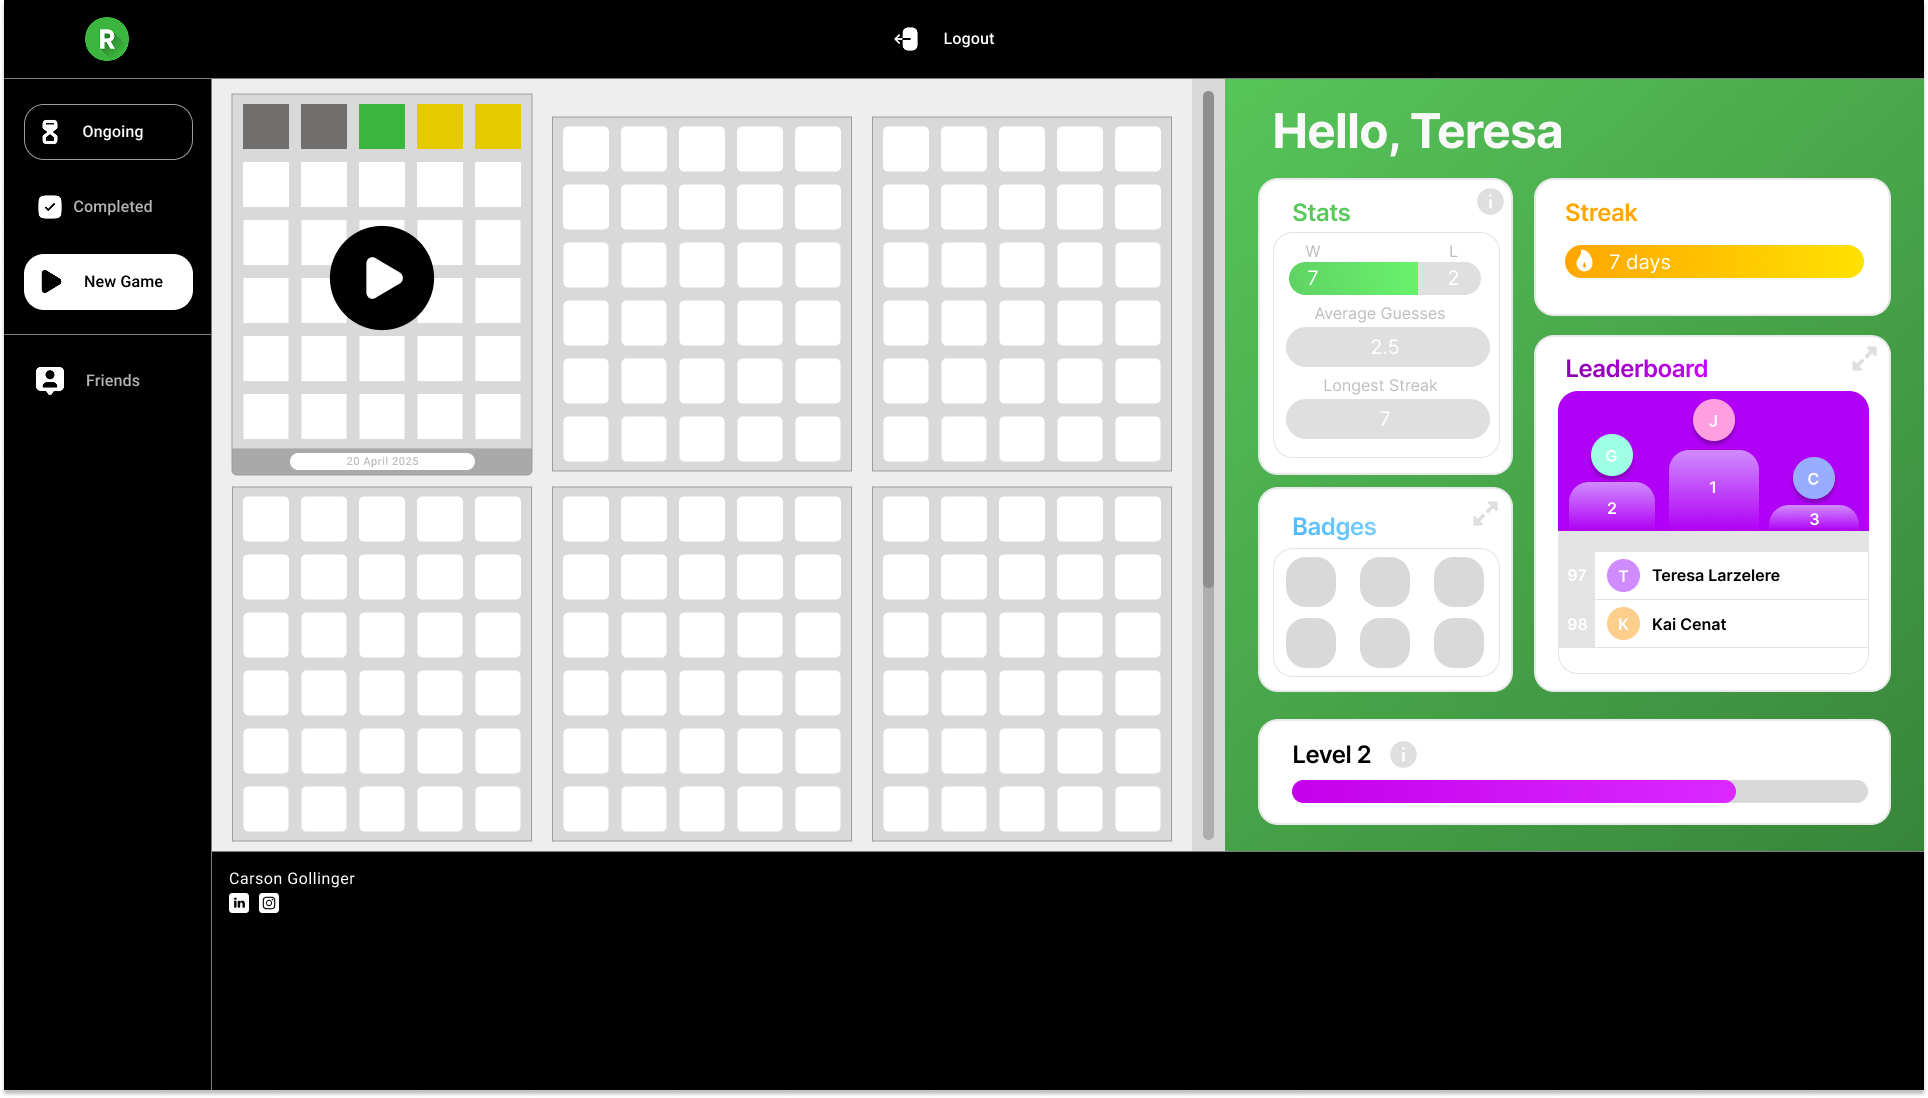 R
Logout
Ongoing
Completed
New Game
Friends
20 April 2025
Hello, Teresa
Stats
i
W L
7 2
Average Guesses
2.5
Longest Streak
7
Streak
7 days
Leaderboard
J
G
C
1
2
3
97 T Teresa Larzelere
98 K Kai Cenat
Badges
Level 2 i
Carson Gollinger
in